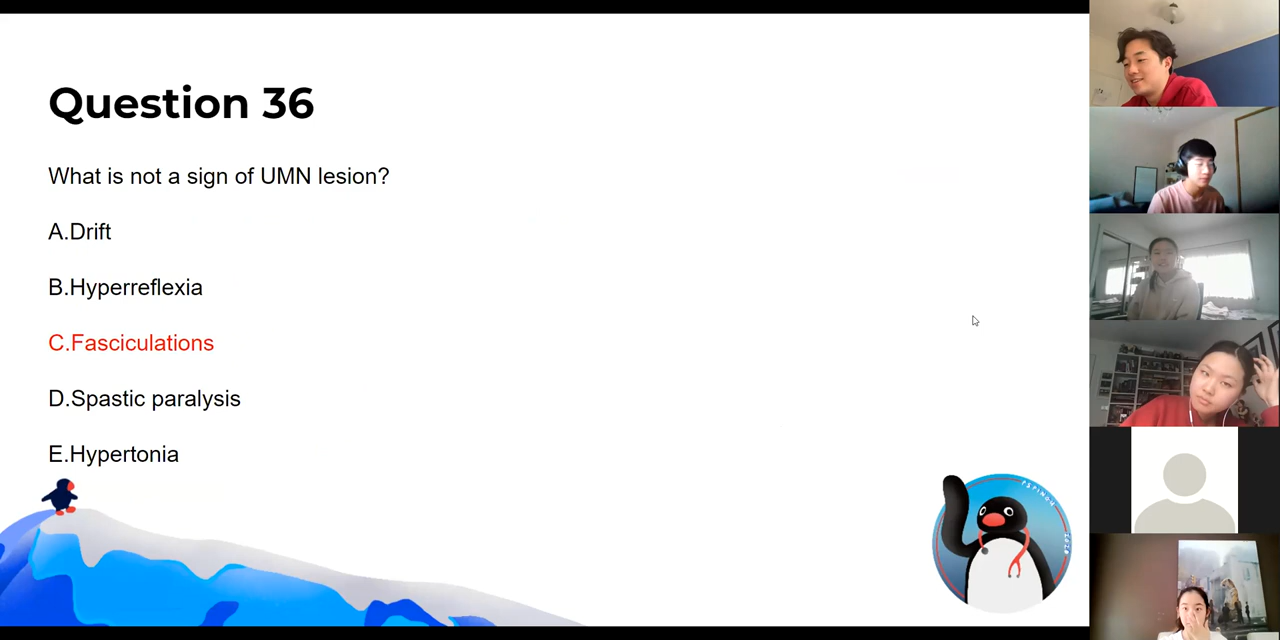 Question 36
What is not a sign of UMN lesion?
A.Drift
B.Hyperreflexia
C.Fasciculations
D.Spastic paralysis
E.Hypertonia